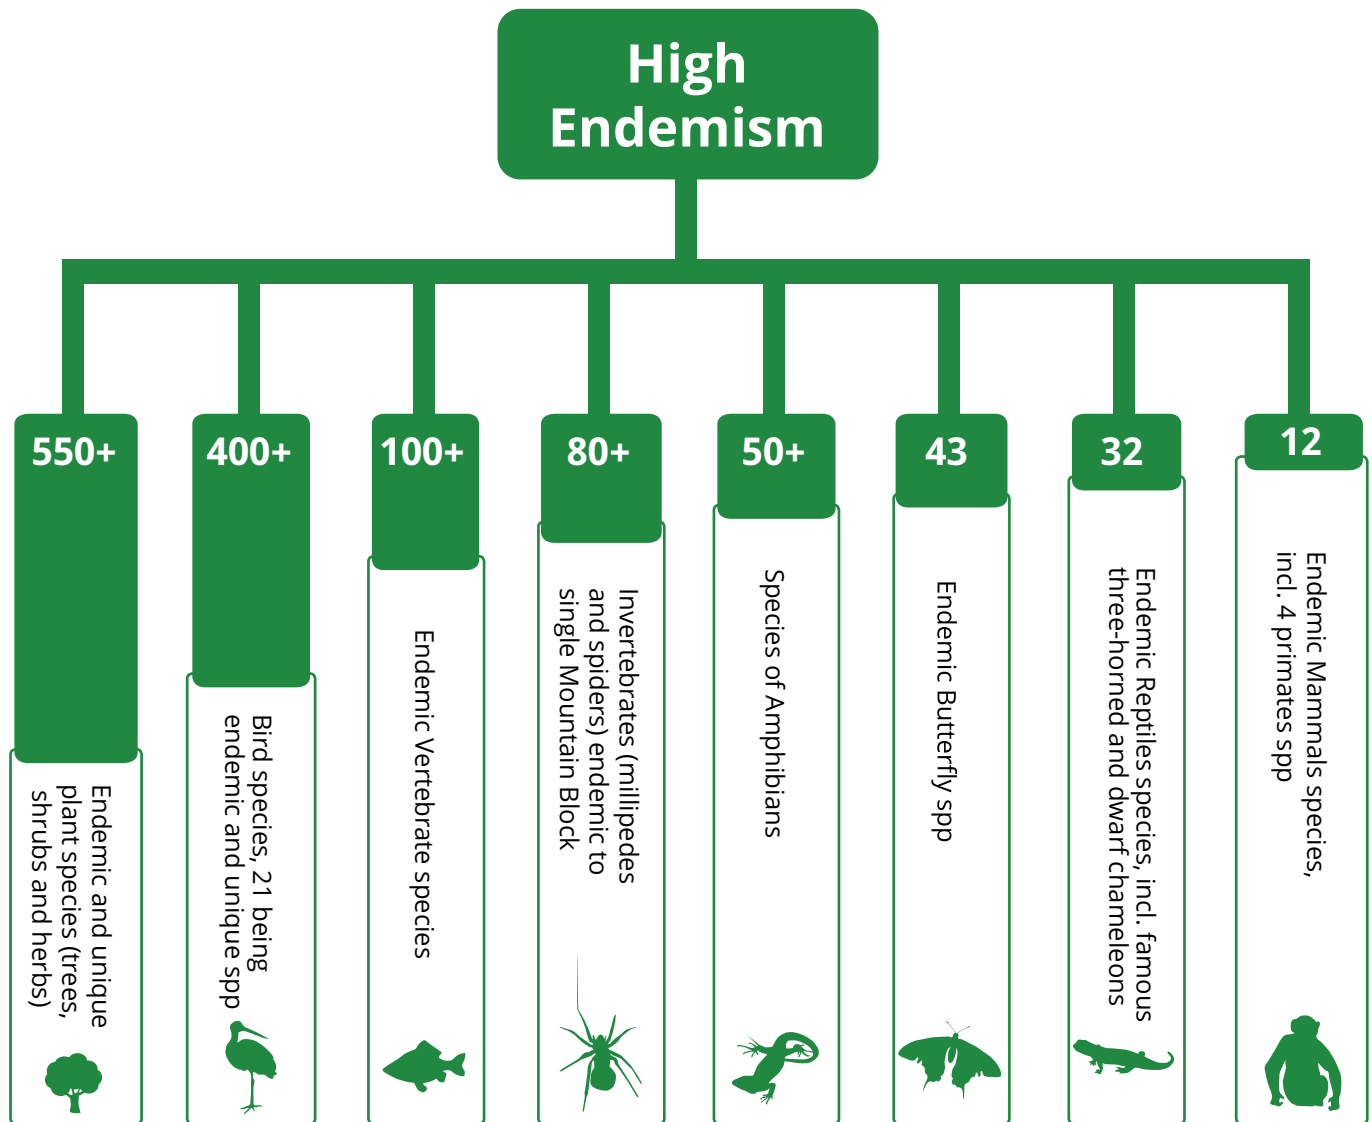 High
Endemism
550+
Endemic and unique
plant species (trees,
shrubs and herbs)
400+
Bird species, 21 being
endemic and unique spp
100+
Endemic Vertebrate species
80+
Invertebrates (millipedes
and spiders) endemic to
single Mountain Block
50+
Species of Amphibians
43
Endemic Butterfly spp
32
Endemic Reptiles species, incl. famous
three-horned and dwarf chameleons
12
Endemic Mammals species,
incl. 4 primates spp